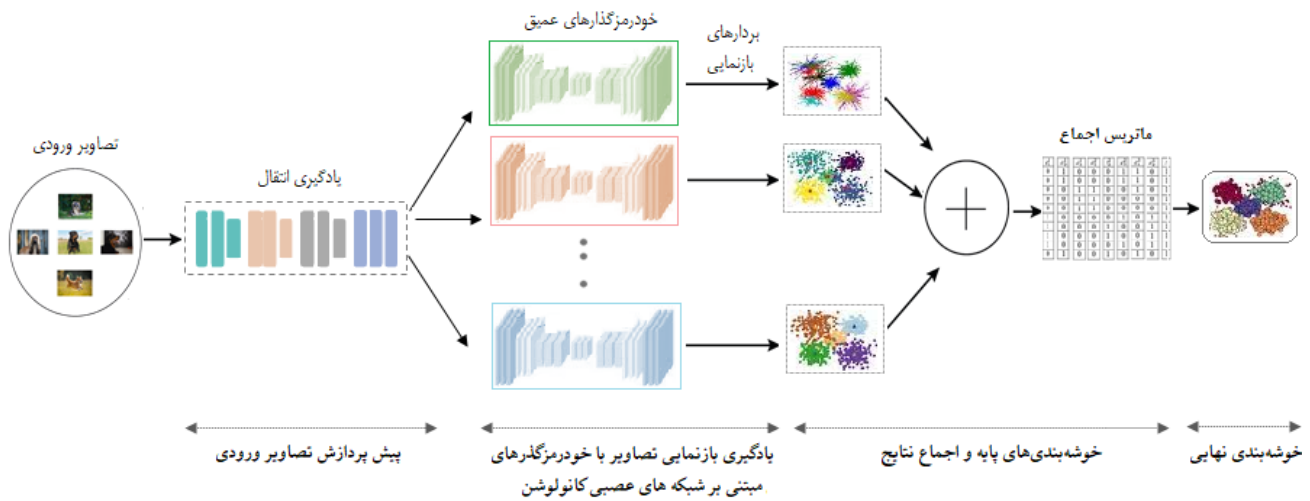 خودرمزگذارهای عمیق
بردارهای
بازنمایی
تصاویر ورودی
یادگیری انتقال
ماتریس اجماع
پیش پردازش تصاویر ورودی
یادگیری بازنمایی تصاویر با خودرمزگذرهای
مبتنی بر شبکه های عصبی کانولوشن
خوشه‌بندی‌های پایه و اجماع نتایج
خوشه‌بندی نهایی